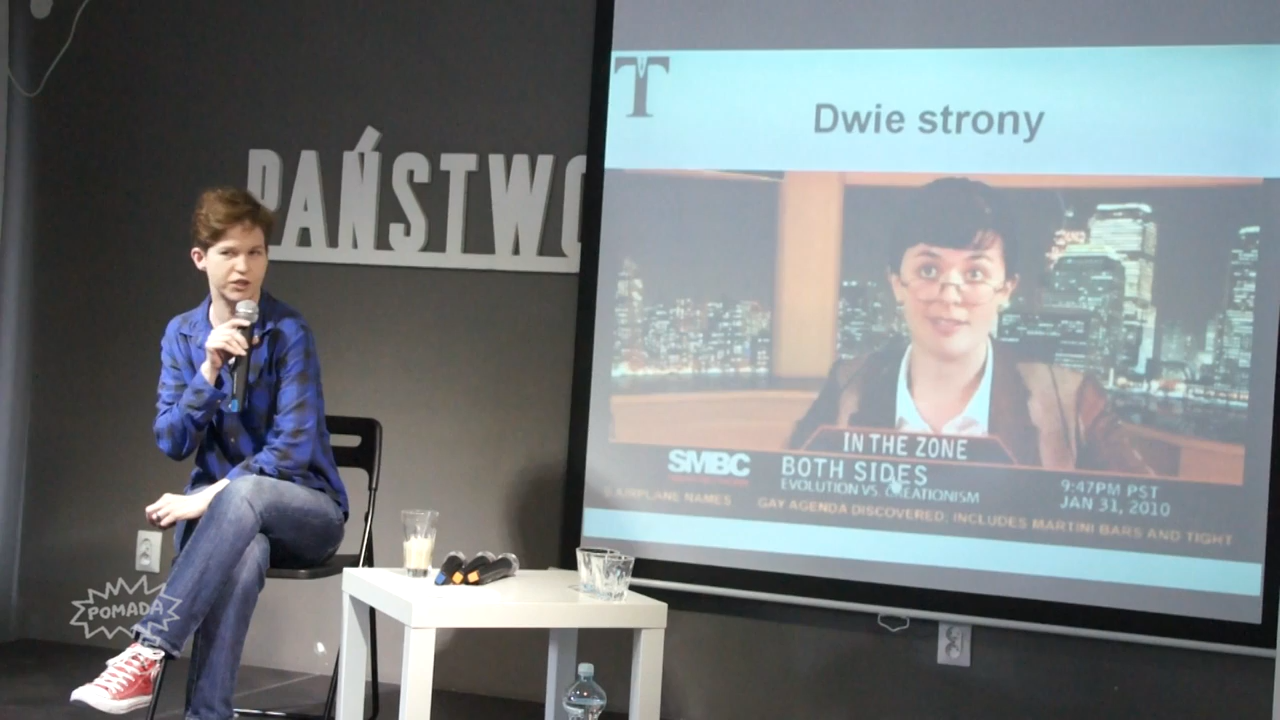 PAŃSTWO
POMADA
T
Dwie strony
IN THE ZONE
SMBC
BOTH SIDES
EVOLUTION VS. CREATIONISM
9:47PM PST
JAN 31, 2010
AIRPLANE NAMES GAY AGENDA DISCOVERED: INCLUDES MARTINI BARS AND TIGHT